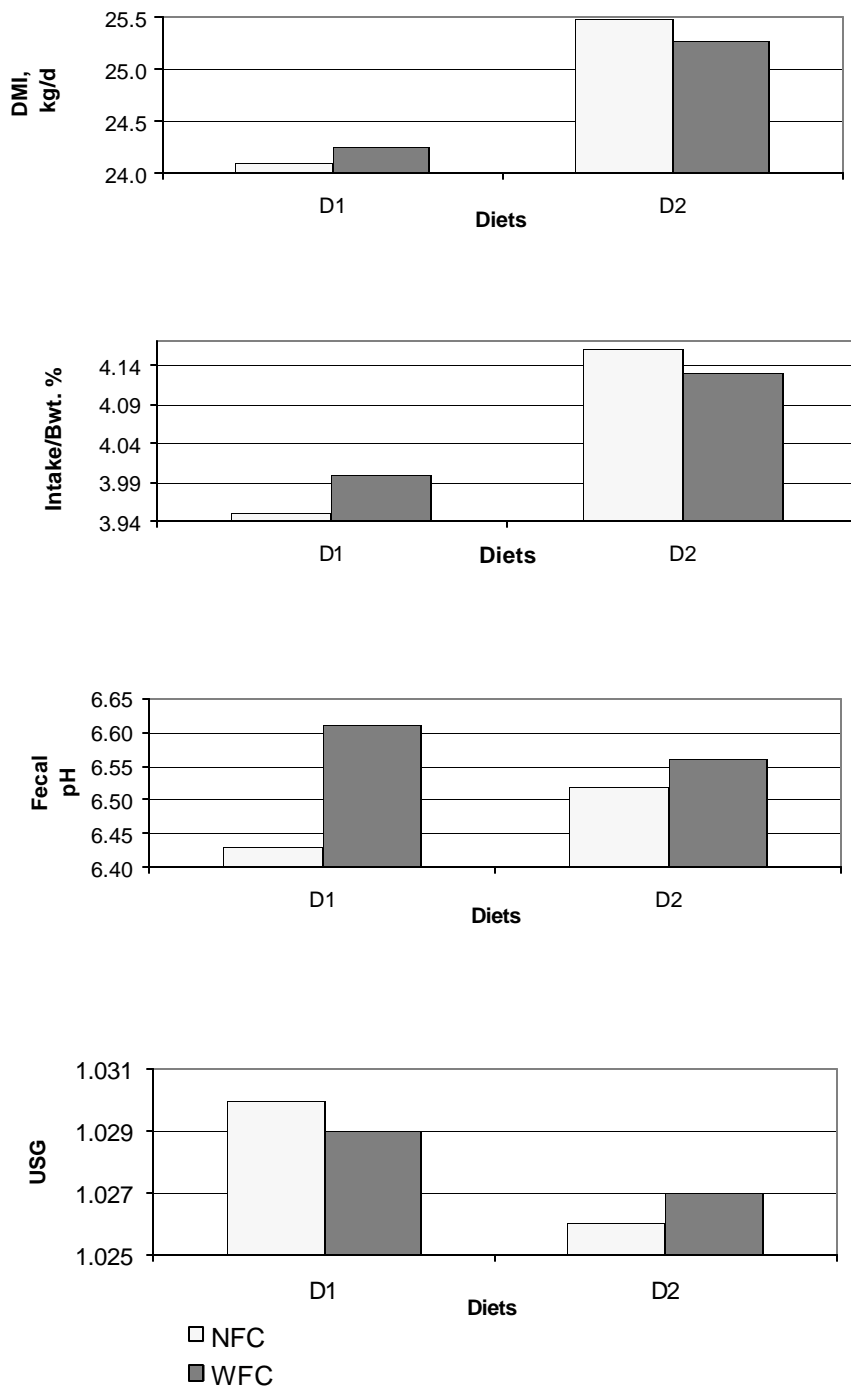 DMI,
kg/d
25.5
25.0
24.5
24.0
D1
D2
Diets
Intake/Bwt. %
4.14
4.09
4.04
3.99
3.94
D1
D2
Diets
Fecal
pH
6.65
6.60
6.55
6.50
6.45
6.40
D1
D2
Diets
USG
1.031
1.029
1.027
1.025
D1
D2
Diets
NFC
WFC